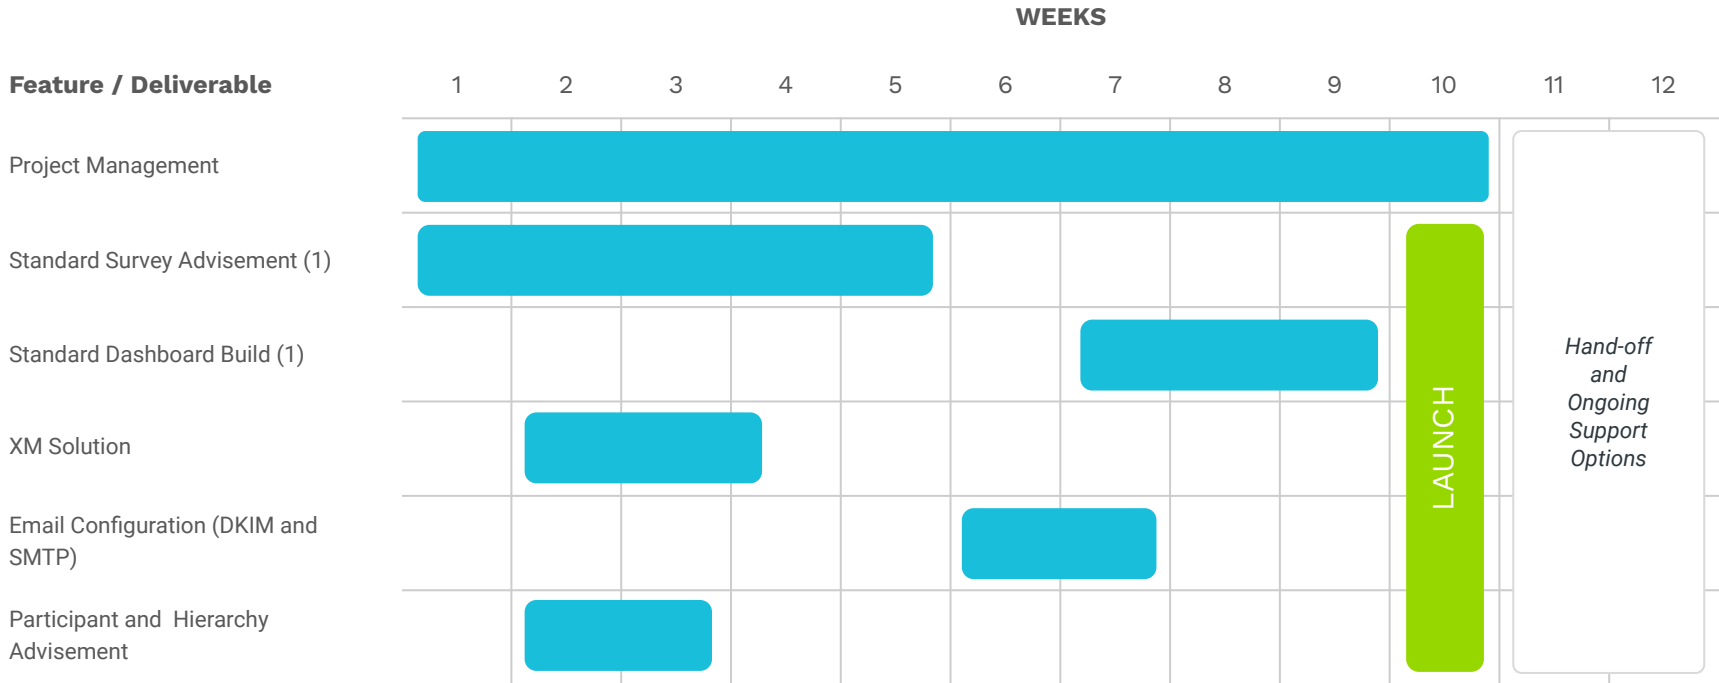 WEEKS
Feature / Deliverable 1 2 3 4 5 6 7 8 9 10 11 12
Project Management
Standard Survey Advisement (1)
Standard Dashboard Build (1)
XM Solution
Email Configuration (DKIM and
SMTP)
Participant and Hierarchy
Advisement
LAUNCH
Hand-off
and
Ongoing
Support
Options